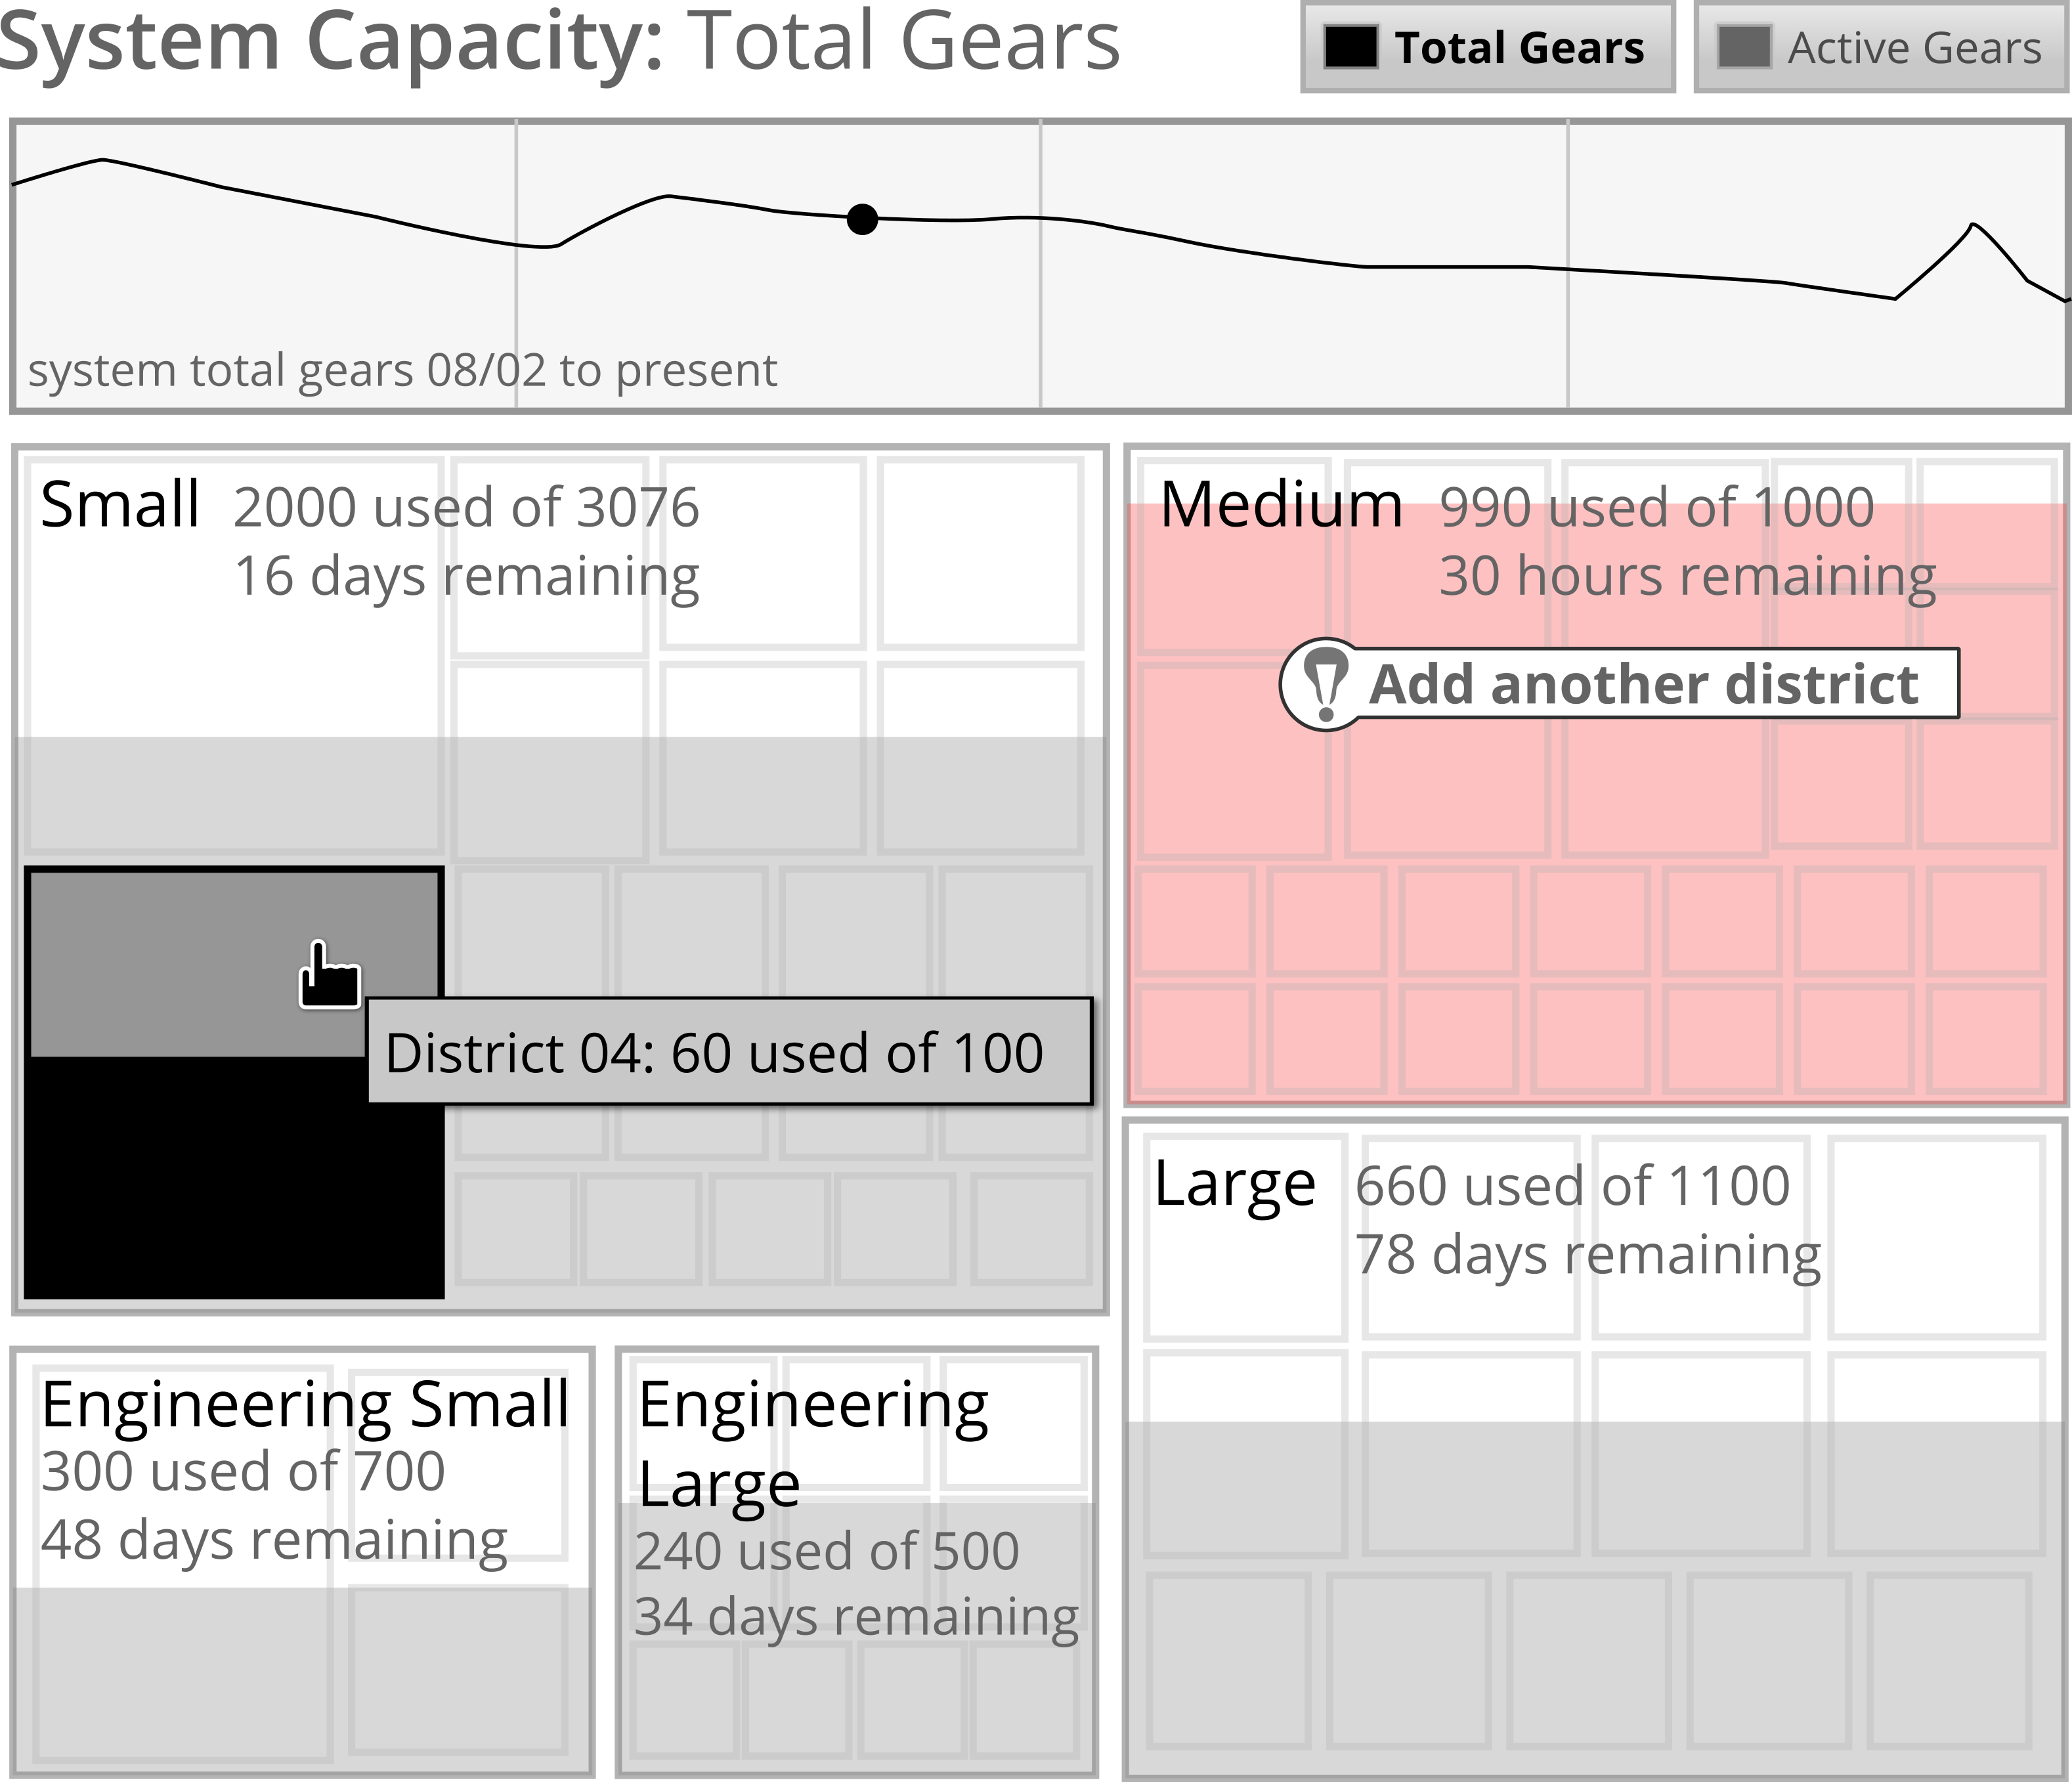 System Capacity: Total Gears
Total Gears
Active Gears
system total gears 08/02 to present
Small 2000 used of 3076
16 days remaining
Medium 990 used of 1000
30 hours remaining
Add another district
District 04: 60 used of 100
Large 660 used of 1100
78 days remaining
Engineering Small
300 used of 700
48 days remaining
Engineering
Large
240 used of 500
34 days remaining